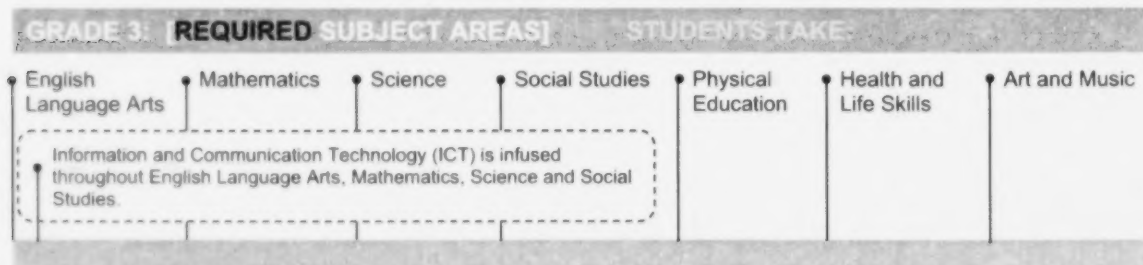 GRADE 3: [REQUIRED SUBJECT AREAS] STUDENTS TAKE:
English Language Arts
Mathematics
Science
Social Studies
Physical Education
Health and Life Skills
Art and Music
Information and Communication Technology (ICT) is infused
throughout English Language Arts, Mathematics, Science and Social
Studies.